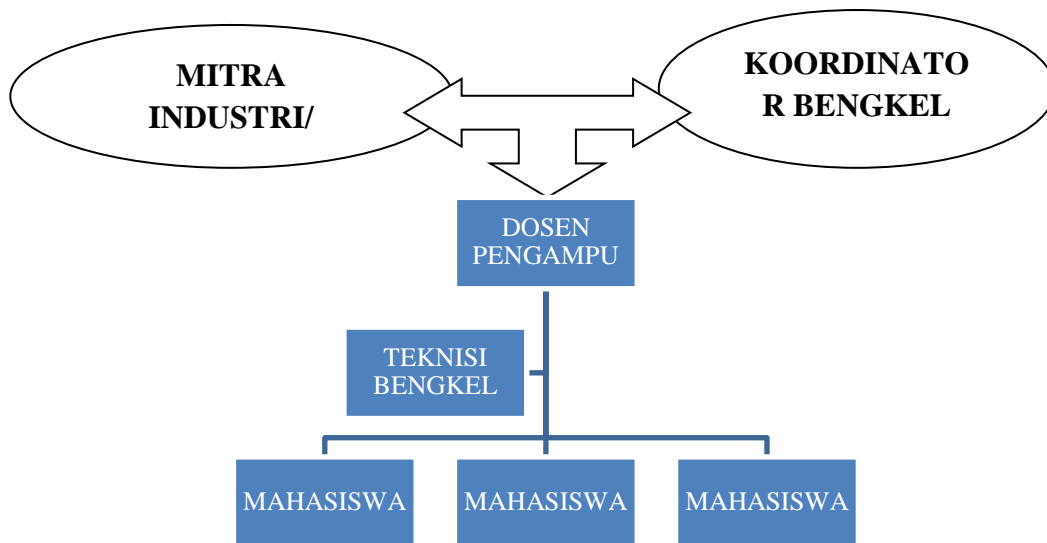 MITRA
INDUSTRI/
KOORDINATO
R BENGKEL
DOSEN
PENGAMPU
TEKNISI
BENGKEL
MAHASISWA
MAHASISWA
MAHASISWA